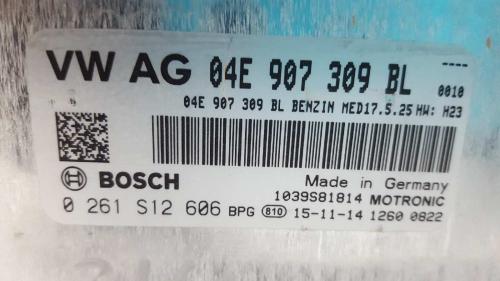 VW AG 04E 907 309 BL 0010
04E 907 309 BL BENZIN MED17.5.25 HW: H23
BOSCH
Made in Germany
1039S81814 MOTRONIC
0 261 S12 606 BPG 810 15-11-14 1260 0822